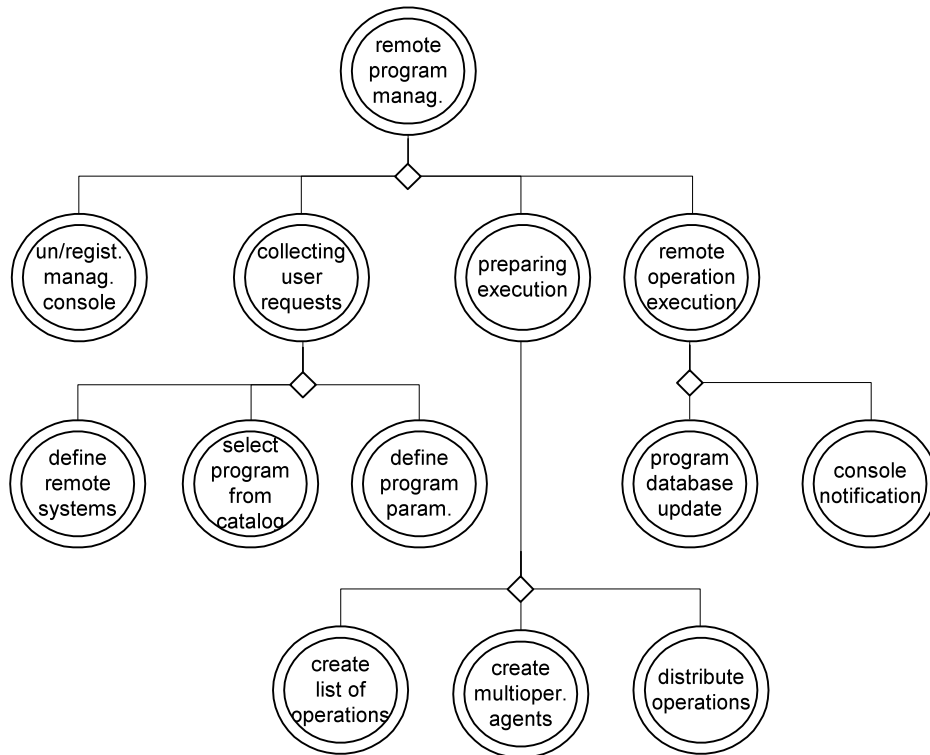 remote
program
manag.
un/regist.
manag.
console
collecting
user
requests
preparing
execution
remote
operation
execution
define
remote
systems
select
program
from
catalog
define
program
param.
program
database
update
console
notification
create
list of
operations
create
multioper.
agents
distribute
operations